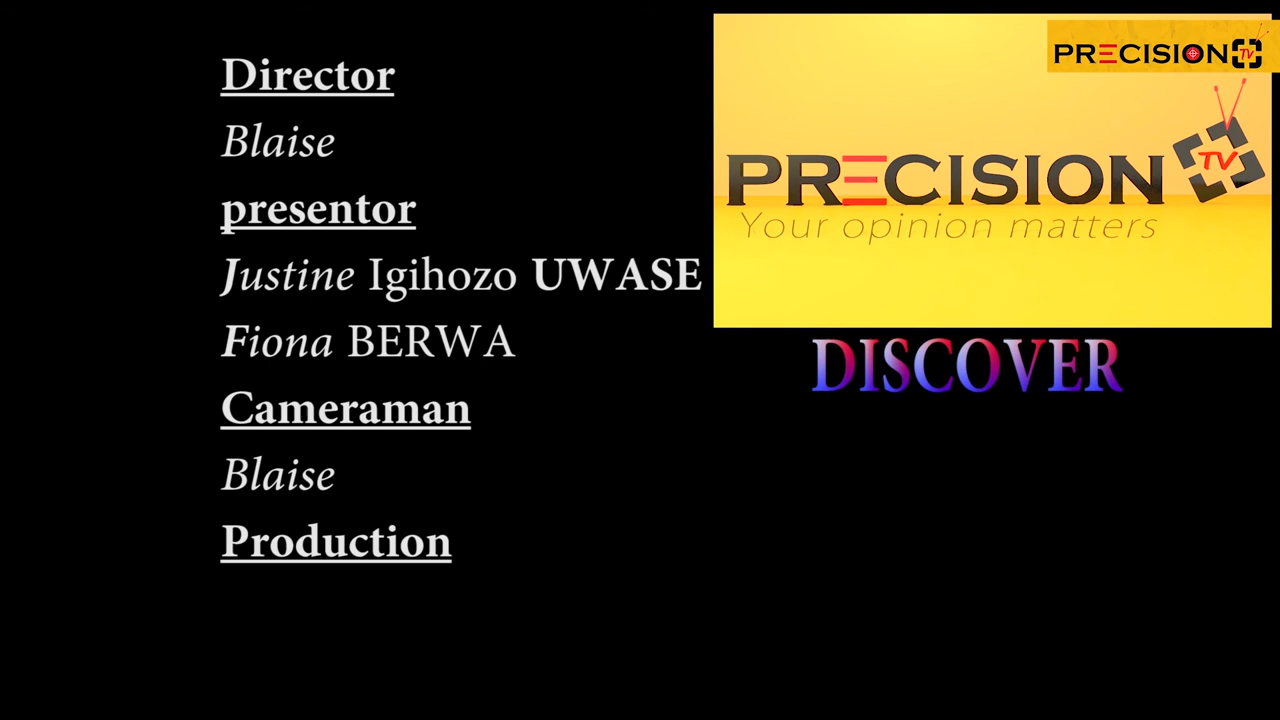 Director
Blaise
presentor
Justine Igihozo UWASE
Fiona BERWA
Cameraman
Blaise
Production
PRECISION TV
PRECISION TV
Your opinion matters
DISCOVER